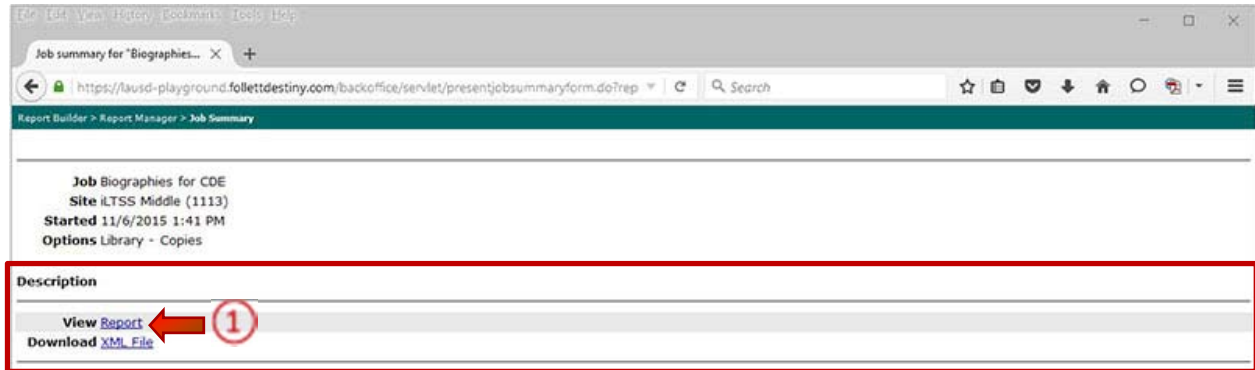 File Edit View History Bookmarks Tools Help
Job summary for "Biographies...
https://lausd-playground.follettdestiny.com/backoffice/servlet/presentjobsummaryform.do?rep
Search
Report Builder > Report Manager > Job Summary
Job Biographies for CDE
Site iLTSS Middle (1113)
Started 11/6/2015 1:41 PM
Options Library - Copies
Description
View Report 1
Download XML File